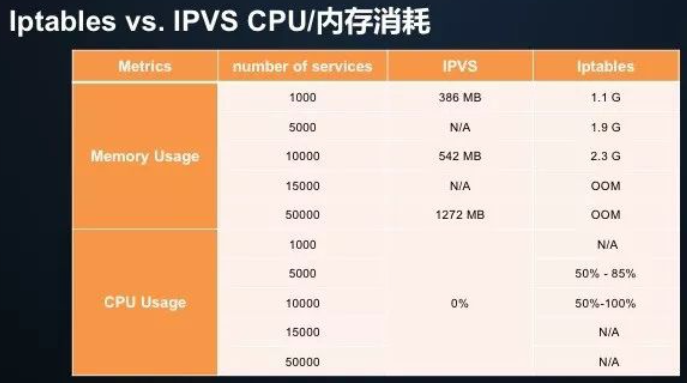 Iptables vs. IPVS CPU/内存消耗
Metrics number of services IPVS Iptables
Memory Usage
1000 386 MB 1.1 G
5000 N/A 1.9 G
10000 542 MB 2.3 G
15000 N/A OOM
50000 1272 MB OOM
CPU Usage
1000 N/A
5000 50% - 85%
10000 0% 50%-100%
15000 N/A
50000 N/A